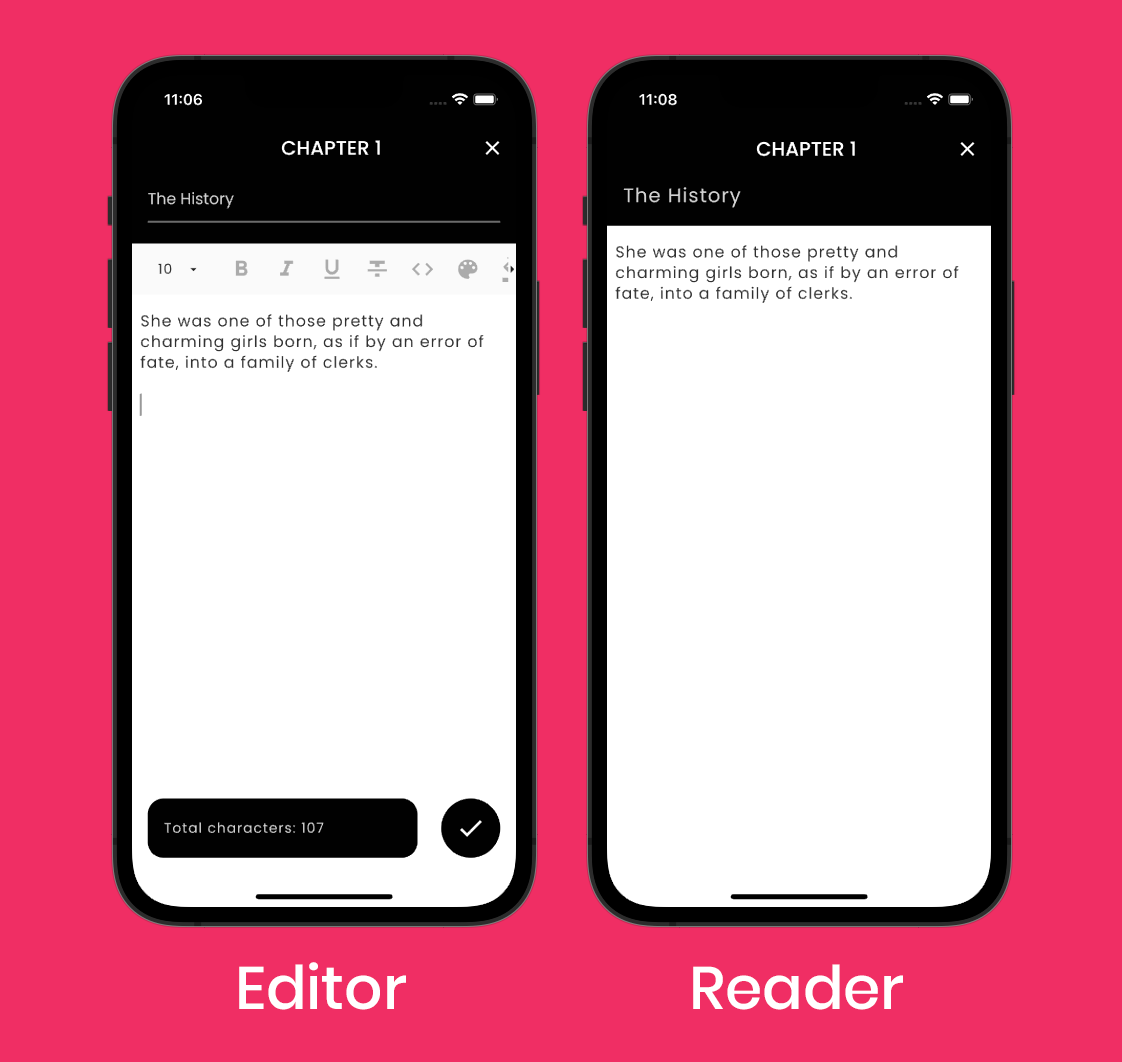 11:06
CHAPTER 1
The History
10 B I U
She was one of those pretty and
charming girls born, as if by an error of
fate, into a family of clerks.
Total characters: 107
Editor
11:08
CHAPTER 1
The History
She was one of those pretty and
charming girls born, as if by an error of
fate, into a family of clerks.
Reader